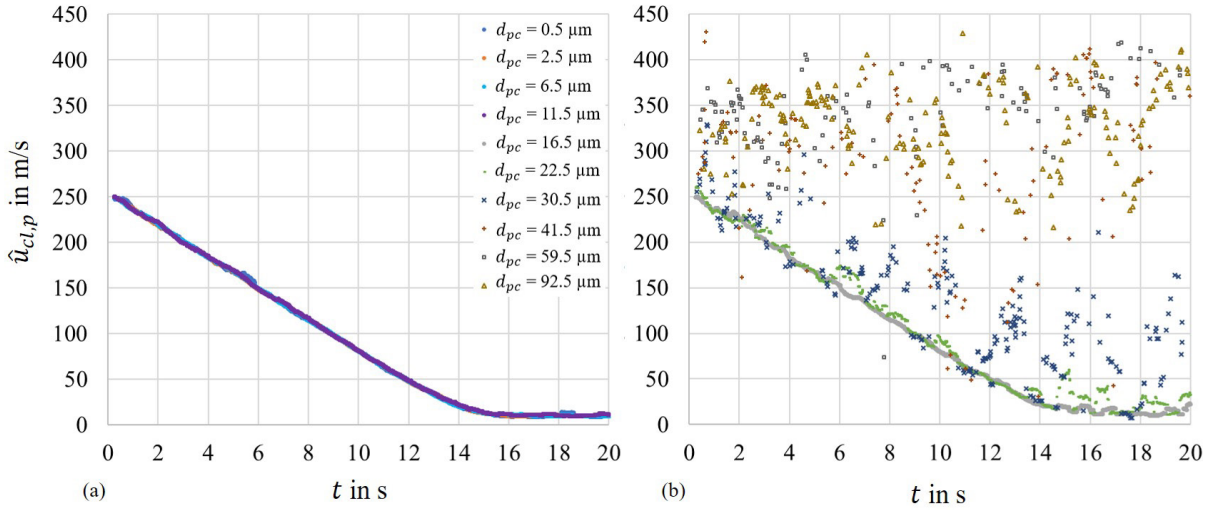 450
400
350
300
250
200
150
100
50
0
û_cl,p in m/s
d_pc = 0.5 µm
d_pc = 2.5 µm
d_pc = 6.5 µm
d_pc = 11.5 µm
d_pc = 16.5 µm
d_pc = 22.5 µm
d_pc = 30.5 µm
d_pc = 41.5 µm
d_pc = 59.5 µm
d_pc = 92.5 µm
0 2 4 6 8 10 12 14 16 18 20
(a) t in s
450
400
350
300
250
200
150
100
50
0
0 2 4 6 8 10 12 14 16 18 20
(b) t in s